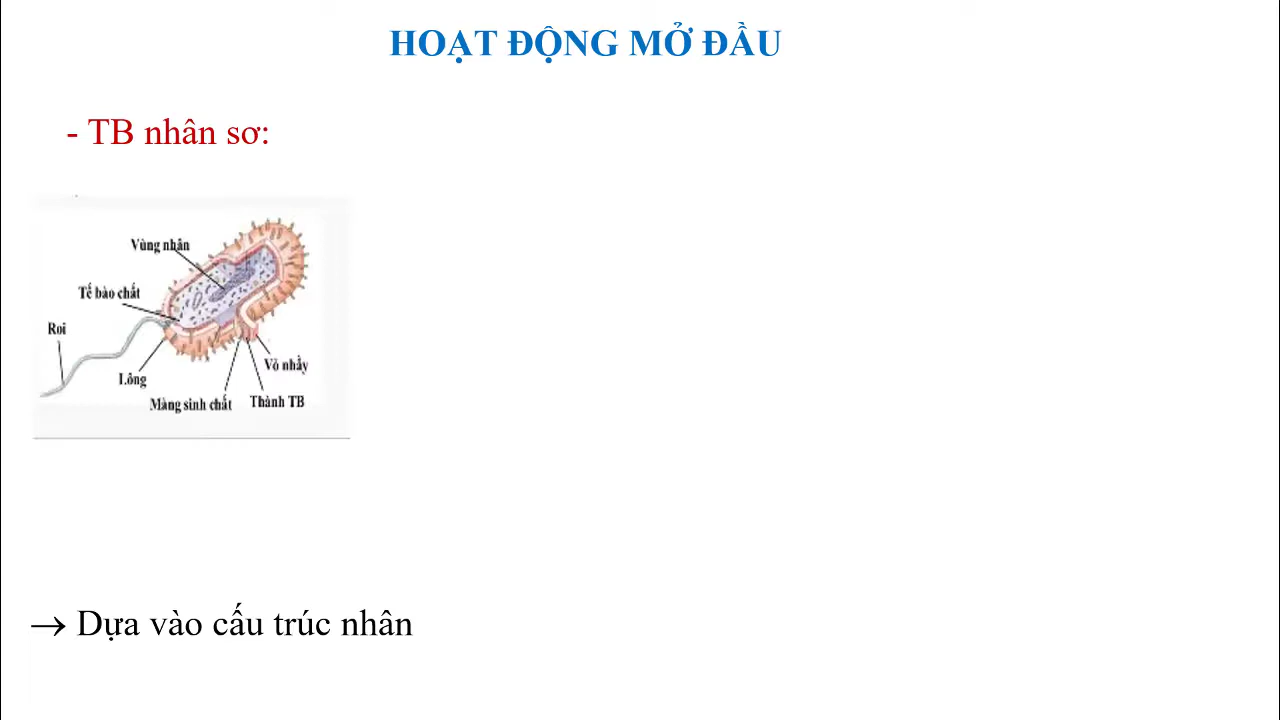 HOẠT ĐỘNG MỞ ĐẦU
- TB nhân sơ:
Vùng nhân
Tế bào chất
Roi
Lông
Vỏ nhầy
Màng sinh chất
Thành TB
→ Dựa vào cấu trúc nhân